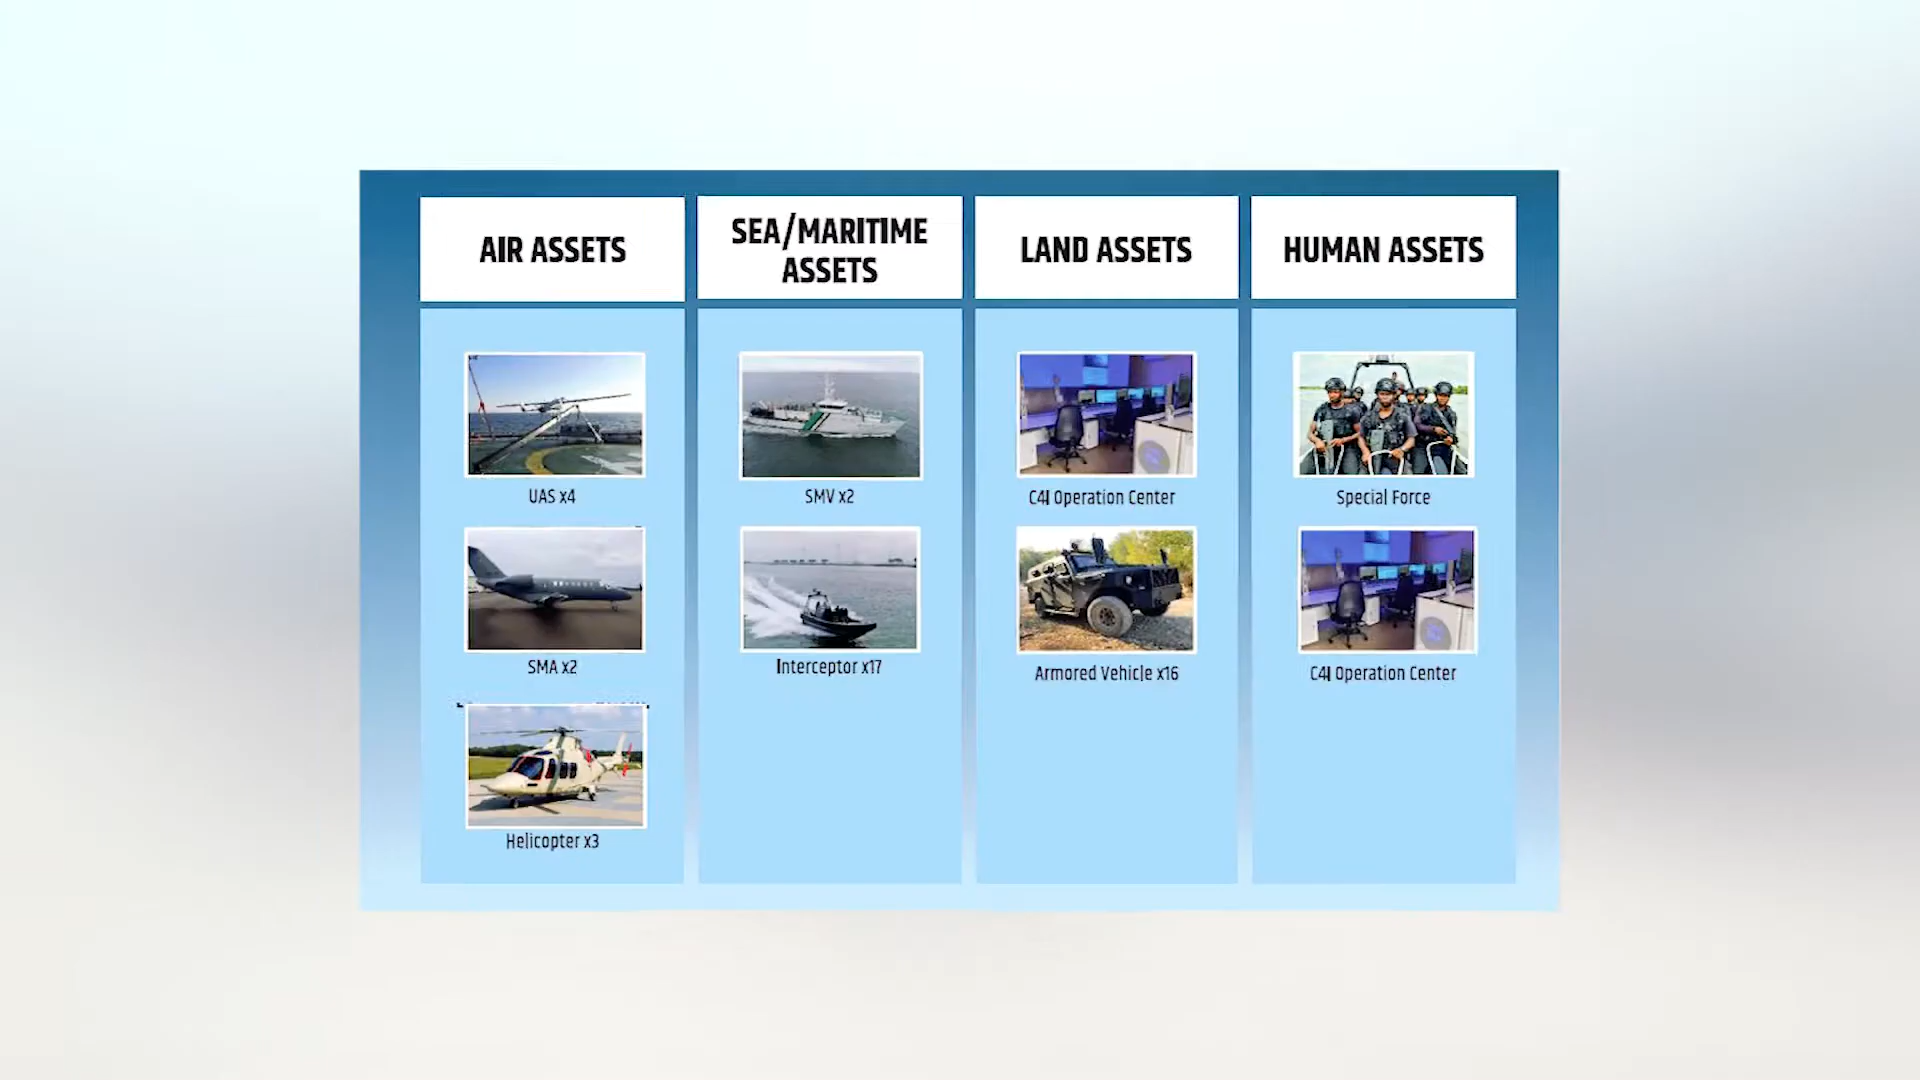 AIR ASSETS
SEA/MARITIME
ASSETS
LAND ASSETS
HUMAN ASSETS
UAS x4
SMV x2
C4I Operation Center
Special Force
SMA x2
Interceptor x17
Armored Vehicle x16
C4I Operation Center
Helicopter x3